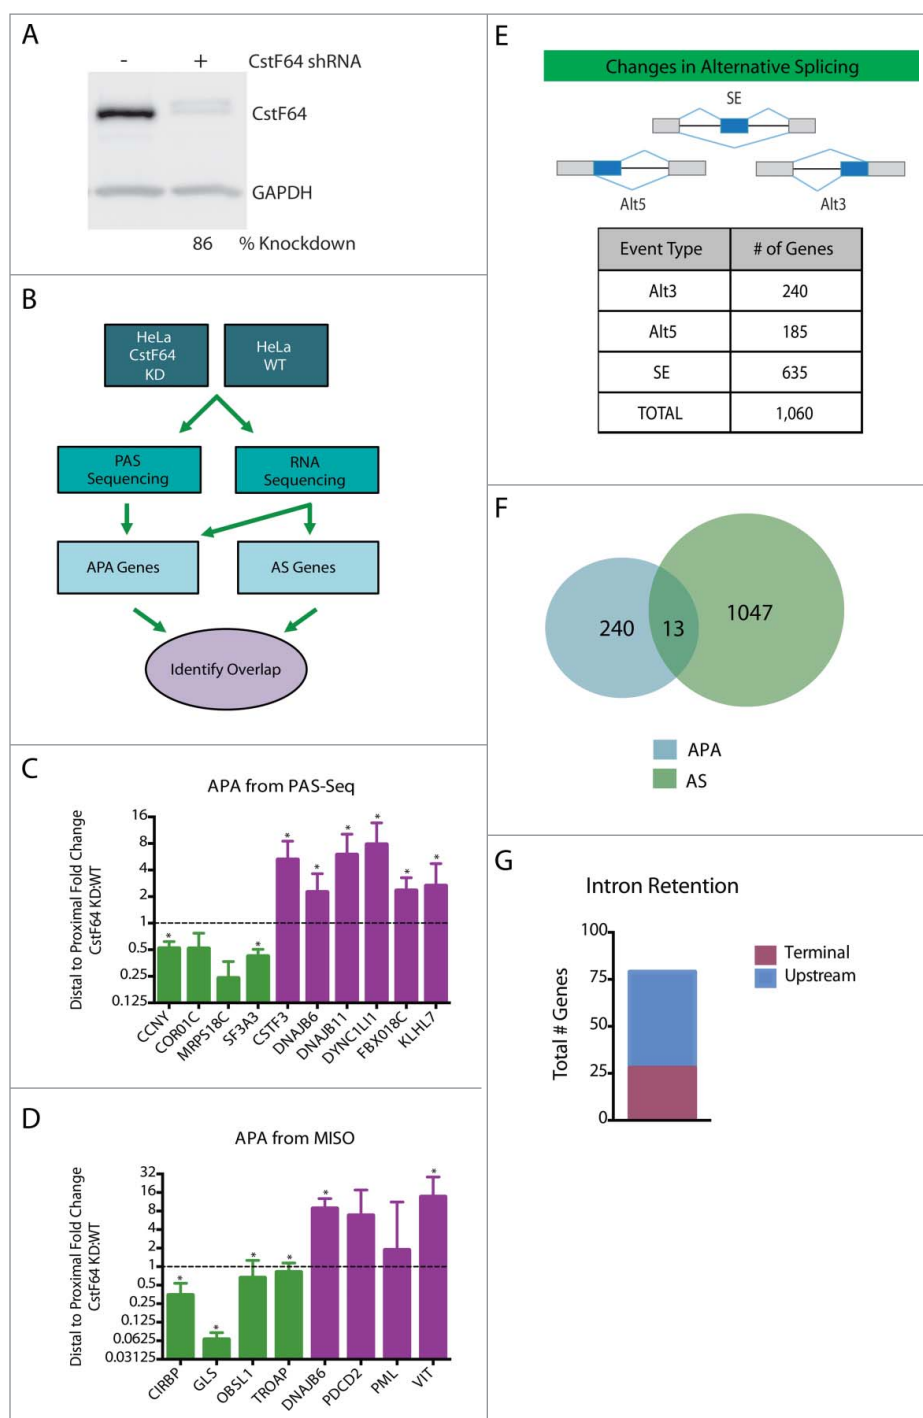 A
- + CstF64 shRNA
CstF64
GAPDH
86 % Knockdown
B
HeLa
CstF64
KD
HeLa
WT
PAS
Sequencing
RNA
Sequencing
APA Genes
AS Genes
Identify Overlap
C
APA from PAS-Seq
Distal to Proximal Fold Change
CstF64 KD:WT
16
8
4
2
1
0.5
0.25
0.125
* * * * * * * *
CCNY
COR01C
MRPS18C
SF3A3
CSTF3
DNAJB6
DNAJB11
DYNC1LI1
FBX018C
KLHL7
D
APA from MISO
Distal to Proximal Fold Change
CstF64 KD:WT
32
16
8
4
2
1
0.5
0.25
0.125
0.0625
0.03125
* * * * * *
CIRBP
GLS
OBSL1
TROAP
DNAJB6
PDCD2
PML
VIT
E
Changes in Alternative Splicing
SE
Alt5
Alt3
Event Type # of Genes
Alt3 240
Alt5 185
SE 635
TOTAL 1,060
F
240 13 1047
APA
AS
G
Intron Retention
Total # Genes
100
75
50
25
0
Terminal
Upstream